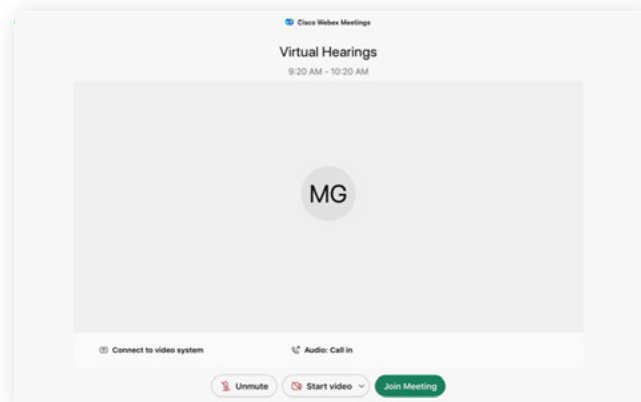 Cisco Webex Meetings
Virtual Hearings
9:20 AM - 10:20 AM
MG
Connect to video system Audio: Call in
Unmute Start video Join Meeting